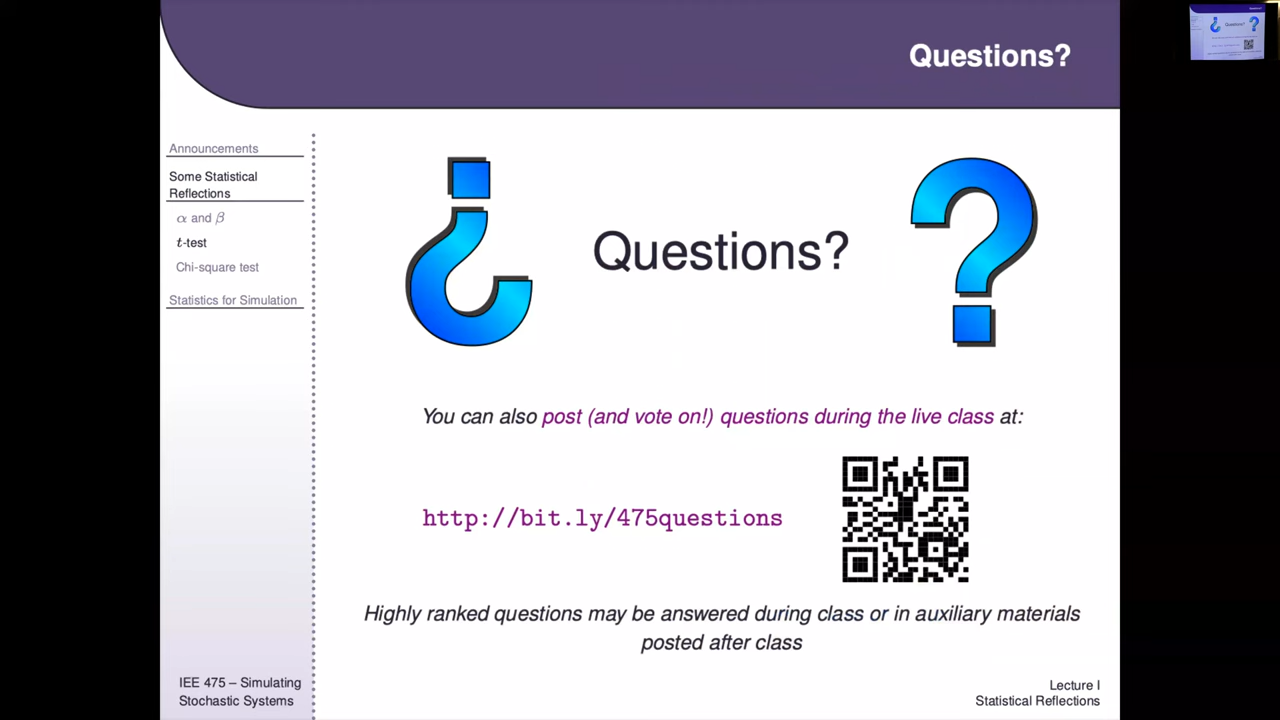 Questions?
Announcements
Some Statistical
Reflections
α and β
t-test
Chi-square test
Statistics for Simulation
¿
Questions?
?
You can also post (and vote on!) questions during the live class at:
http://bit.ly/475questions
Highly ranked questions may be answered during class or in auxiliary materials
posted after class
IEE 475 – Simulating
Stochastic Systems
Lecture I
Statistical Reflections